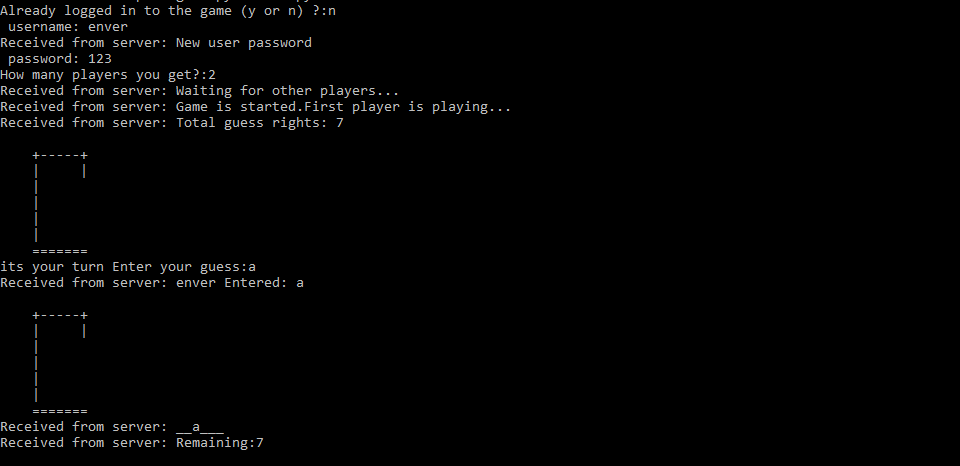 Already logged in to the game (y or n) ?:n
 username: enver
Received from server: New user password
 password: 123
How many players you get?:2
Received from server: Waiting for other players...
Received from server: Game is started.First player is playing...
Received from server: Total guess rights: 7
    +-----+
    |     |
    |
    |
    |
    |
    =======
its your turn Enter your guess:a
Received from server: enver Entered: a
    +-----+
    |     |
    |
    |
    |
    |
    =======
Received from server: __a___
Received from server: Remaining:7